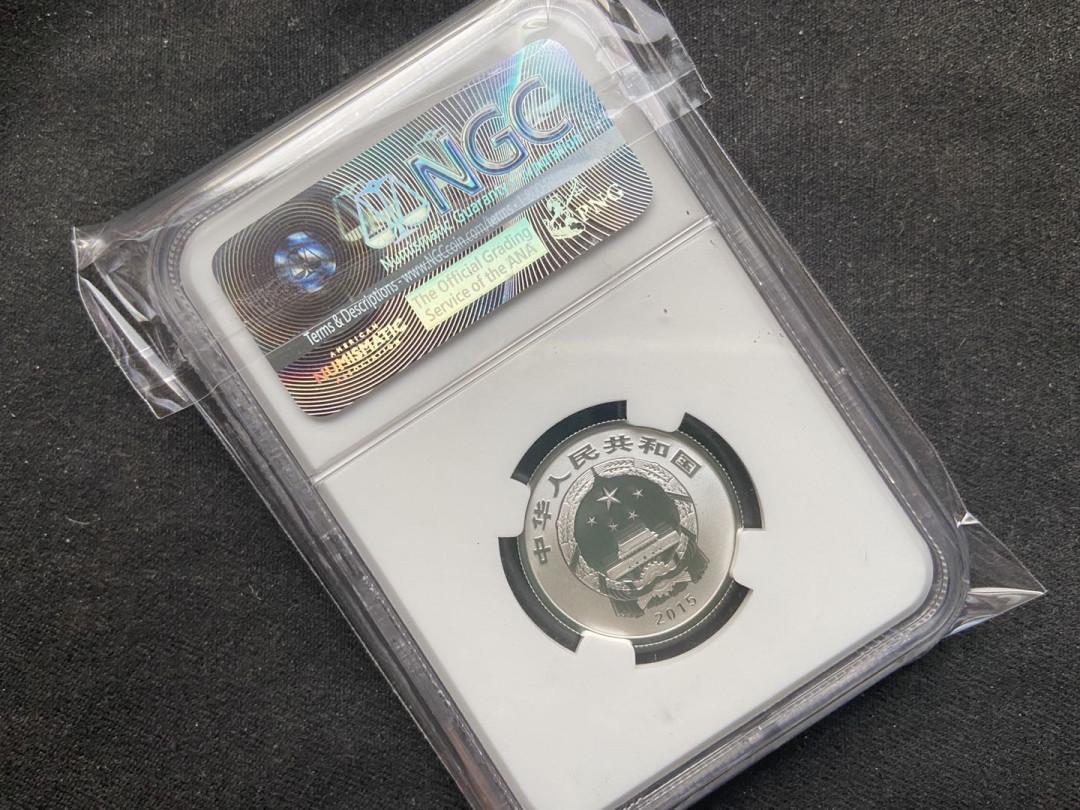 NGC
Numismatic Guaranty Corporation
Terms & Descriptions - www.NGCcoin.com/terms
The Official Grading
Service of the ANA
PNG
AMERICAN
NUMISMATIC
ASSOCIATION
中华人民共和国
2015